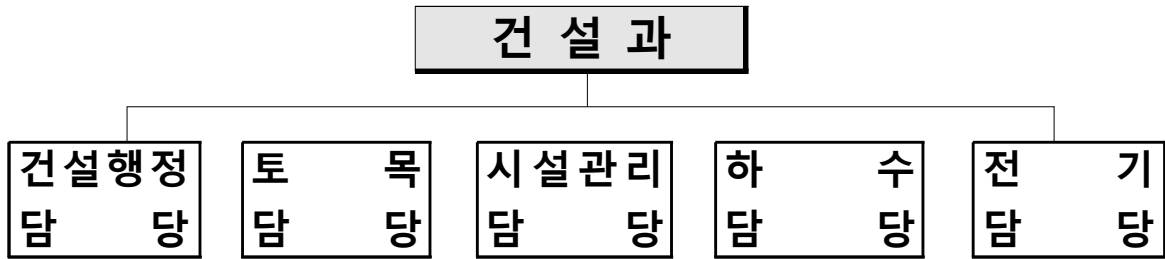 건 설 과
건설행정
담 당
토 목
담 당
시설관리
담 당
하 수
담 당
전 기
담 당